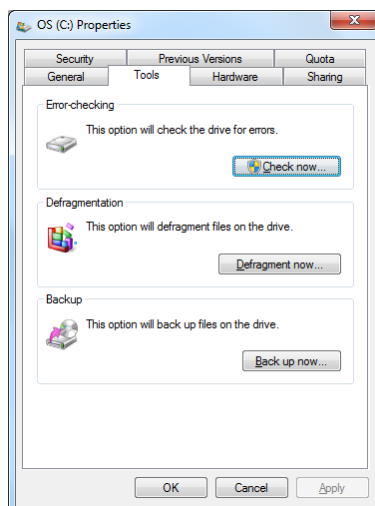 OS (C:) Properties
Security Previous Versions Quota
General Tools Hardware Sharing
Error-checking
This option will check the drive for errors.
Check now...
Defragmentation
This option will defragment files on the drive.
Defragment now...
Backup
This option will back up files on the drive.
Back up now...
OK Cancel Apply